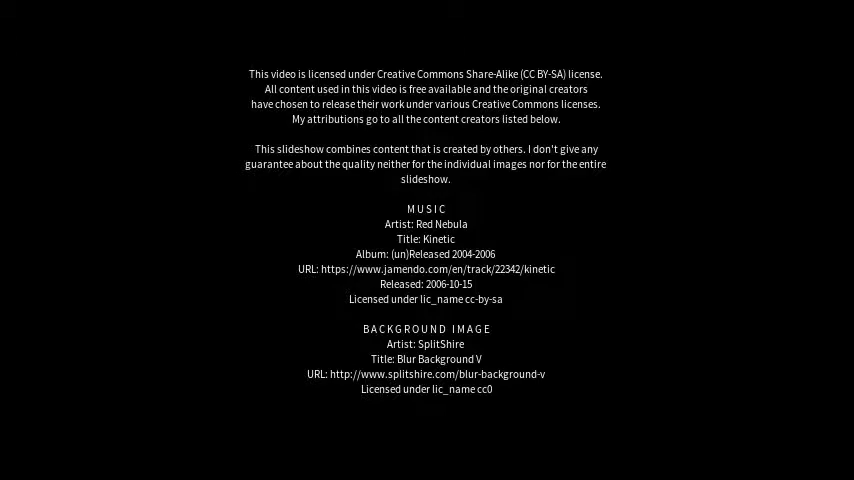 This video is licensed under Creative Commons Share-Alike (CC BY-SA) license.
All content used in this video is free available and the original creators
have chosen to release their work under various Creative Commons licenses.
My attributions go to all the content creators listed below.
This slideshow combines content that is created by others. I don't give any
guarantee about the quality neither for the individual images nor for the entire
slideshow.
MUSIC
Artist: Red Nebula
Title: Kinetic
Album: (un)Released 2004-2006
URL: https://www.jamendo.com/en/track/22342/kinetic
Released: 2006-10-15
Licensed under lic_name cc-by-sa
BACKGROUND IMAGE
Artist: SplitShire
Title: Blur Background V
URL: http://www.splitshire.com/blur-background-v
Licensed under lic_name cc0